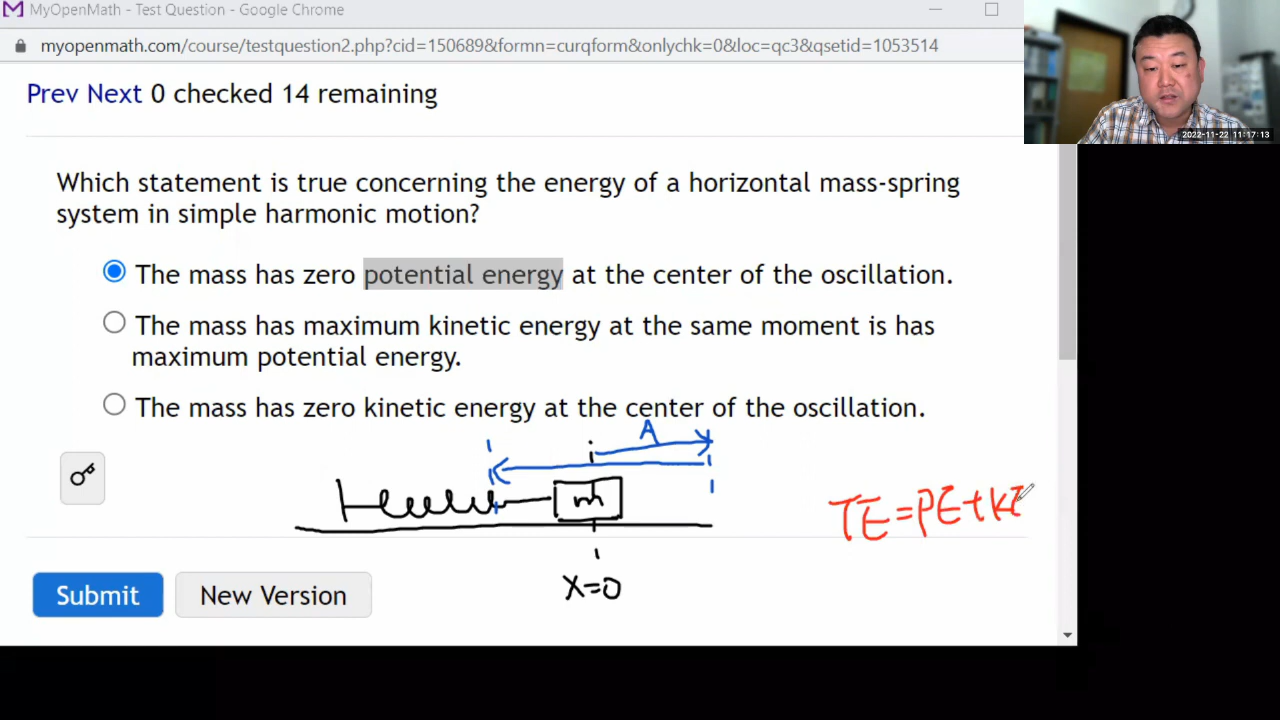 MyOpenMath - Test Question - Google Chrome
myopenmath.com/course/testquestion2.php?cid=150689&formn=curqform&onlychk=0&loc=qc3&qsetid=1053514
2022-11-22 11:17:13
Prev Next 0 checked 14 remaining
Which statement is true concerning the energy of a horizontal mass-spring
system in simple harmonic motion?
The mass has zero potential energy at the center of the oscillation.
The mass has maximum kinetic energy at the same moment is has
maximum potential energy.
The mass has zero kinetic energy at the center of the oscillation.
A
m
TE=PE+KE
x=0
Submit
New Version